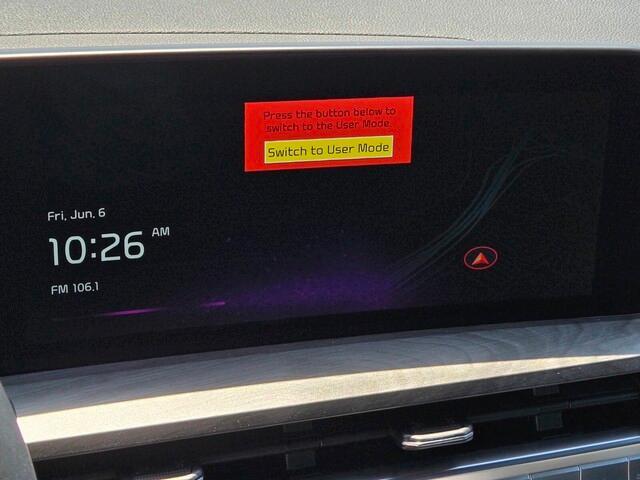 Press the button below to
switch to the User Mode.
Switch to User Mode
Fri, Jun. 6
10:26 AM
FM 106.1